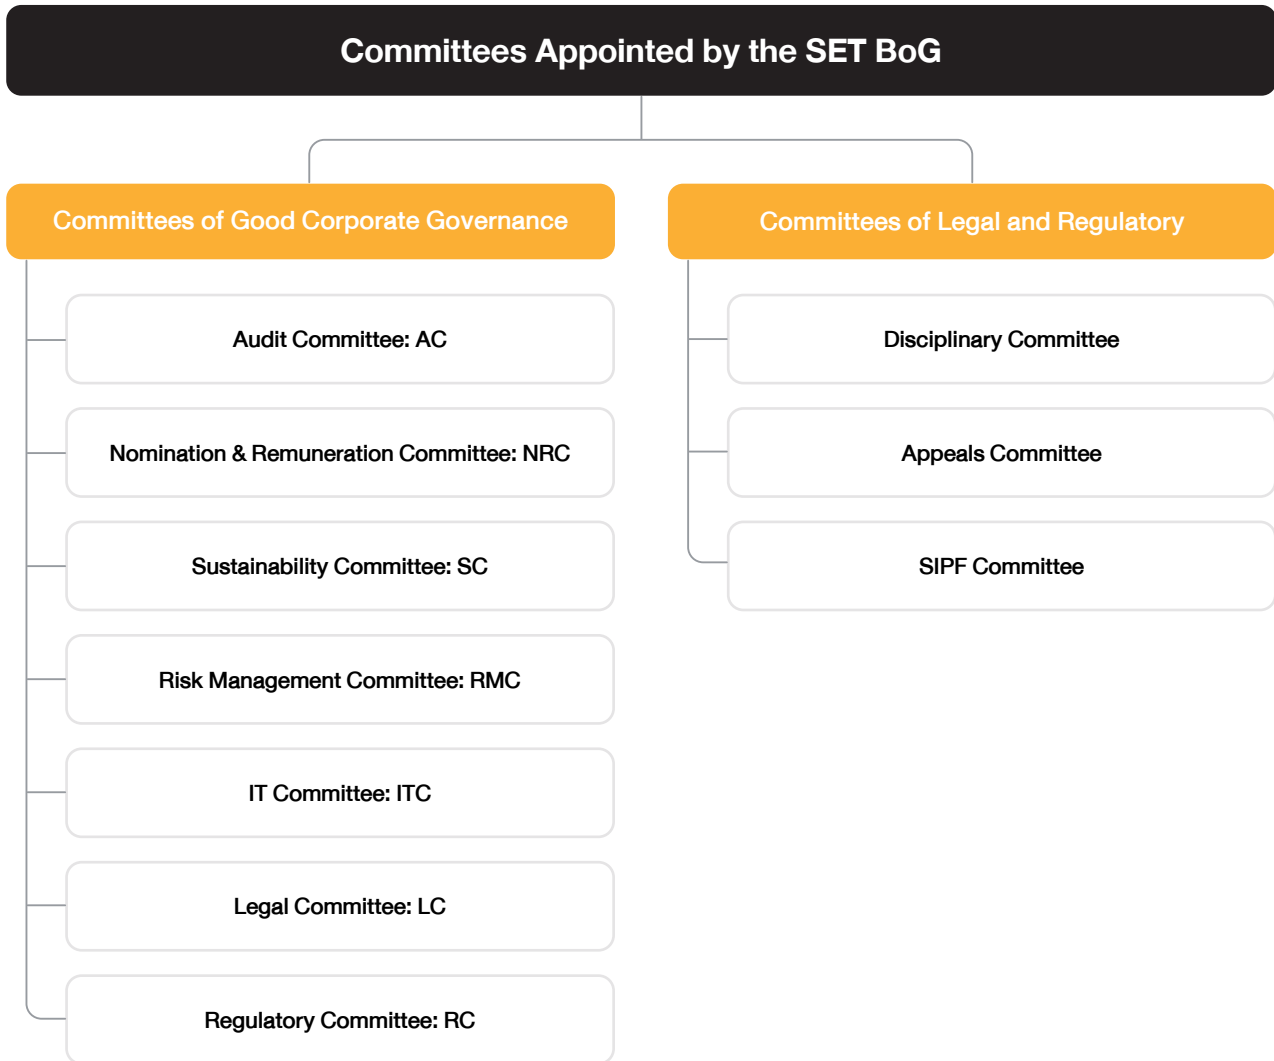 Committees Appointed by the SET BoG
Committees of Good Corporate Governance
Audit Committee: AC
Nomination & Remuneration Committee: NRC
Sustainability Committee: SC
Risk Management Committee: RMC
IT Committee: ITC
Legal Committee: LC
Regulatory Committee: RC
Committees of Legal and Regulatory
Disciplinary Committee
Appeals Committee
SIPF Committee